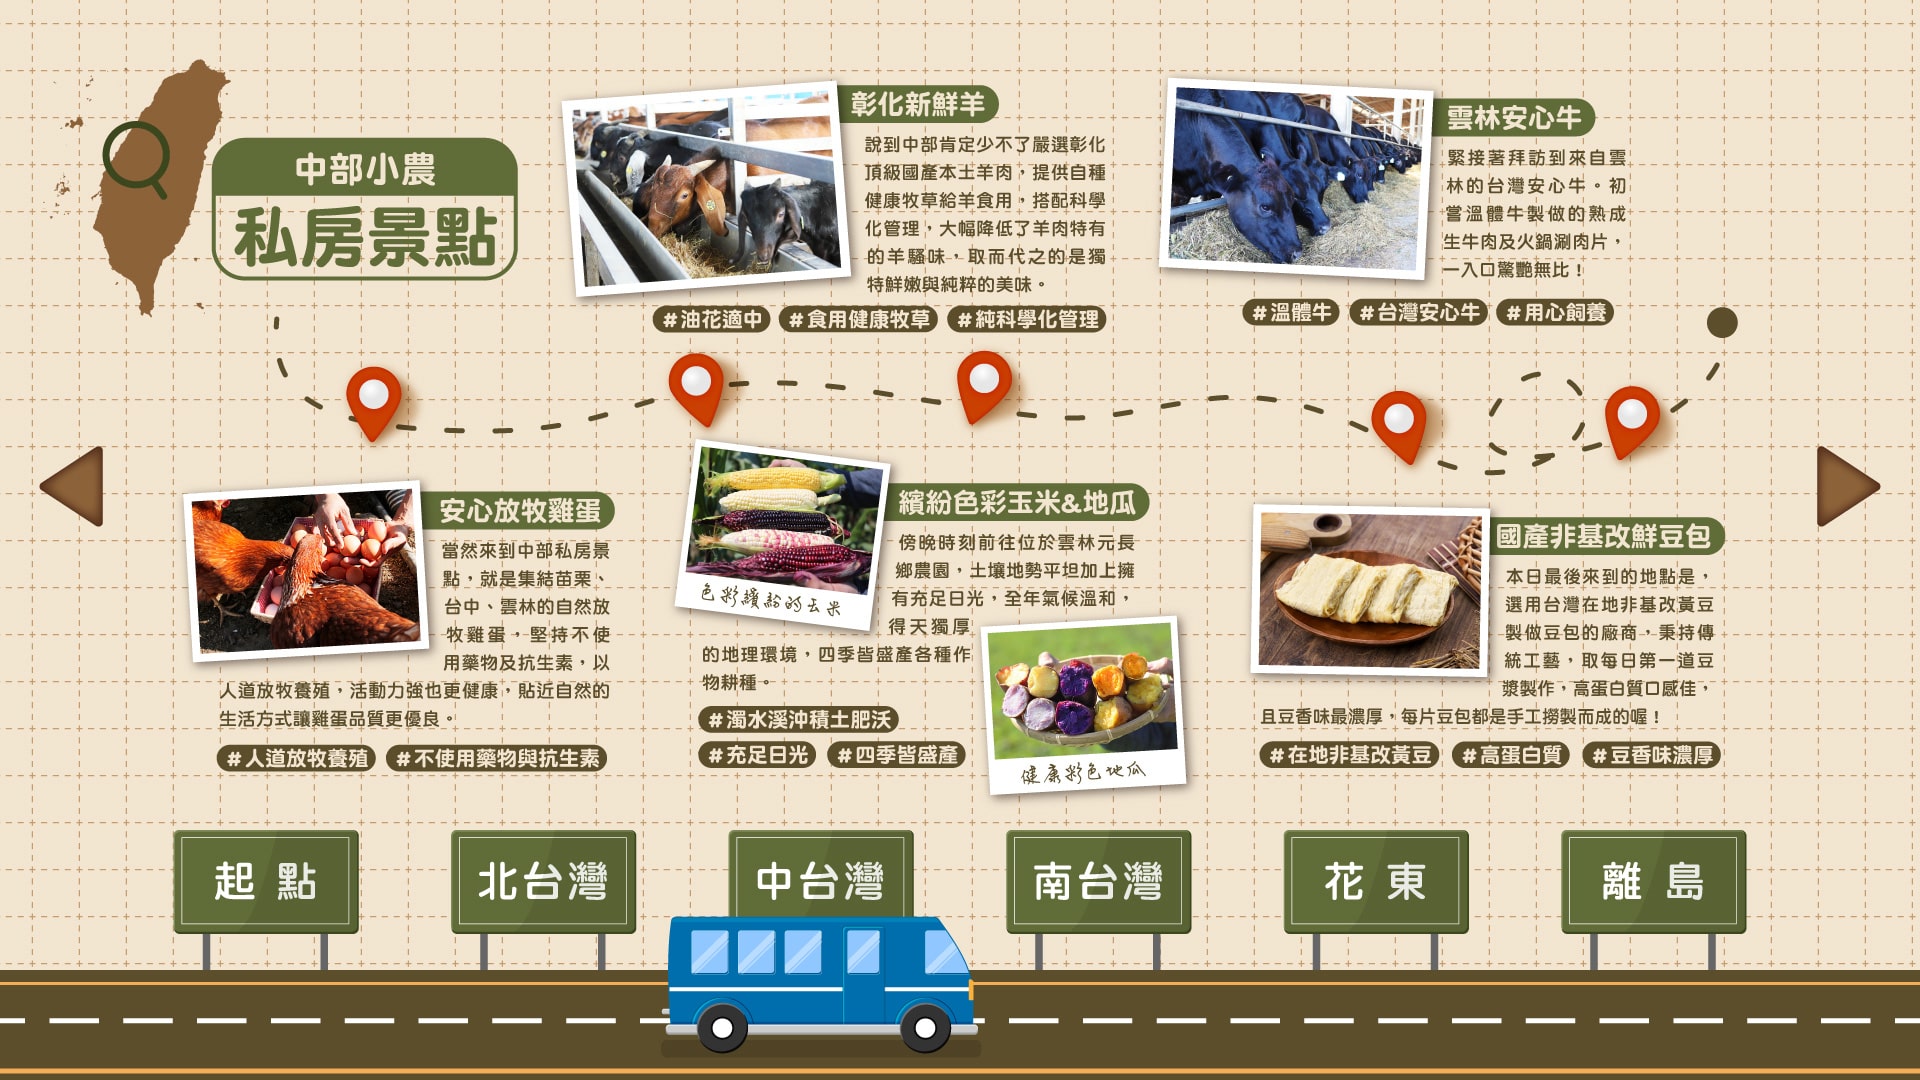 中部小農
私房景點
安心放牧雞蛋
當然來到中部私房景
點，就是集結苗栗、
台中、雲林的自然放
牧雞蛋，堅持不使
用藥物及抗生素，以
人道放牧養殖，活動力強也更健康，貼近自然的
生活方式讓雞蛋品質更優良。
#人道放牧養殖 #不使用藥物與抗生素
彰化新鮮羊
說到中部肯定少不了嚴選彰化
頂級國產本土羊肉，提供自種
健康牧草給羊食用，搭配科學
化管理，大幅降低了羊肉特有
的羊騷味，取而代之的是獨
特鮮嫩與純粹的美味。
#油花適中 #食用健康牧草 #純科學化管理
繽紛色彩玉米&地瓜
傍晚時刻前往位於雲林元長
鄉農園，土壤地勢平坦加上擁
有充足日光，全年氣候溫和，
得天獨厚
的地理環境，四季皆盛產各種作
物耕種。
#濁水溪沖積土肥沃
#充足日光 #四季皆盛產
色彩繽紛的玉米
健康彩色地瓜
雲林安心牛
緊接著拜訪到來自雲
林的台灣安心牛。初
嘗溫體牛製做的熟成
生牛肉及火鍋涮肉片，
一入口驚艷無比！
#溫體牛 #台灣安心牛 #用心飼養
國產非基改鮮豆包
本日最後來到的地點是，
選用台灣在地非基改黃豆
製做豆包的廠商，秉持傳
統工藝，取每日第一道豆
漿製作，高蛋白質口感佳，
且豆香味最濃厚，每片豆包都是手工撈製而成的喔！
#在地非基改黃豆 #高蛋白質 #豆香味濃厚
起點
北台灣
中台灣
南台灣
花東
離島